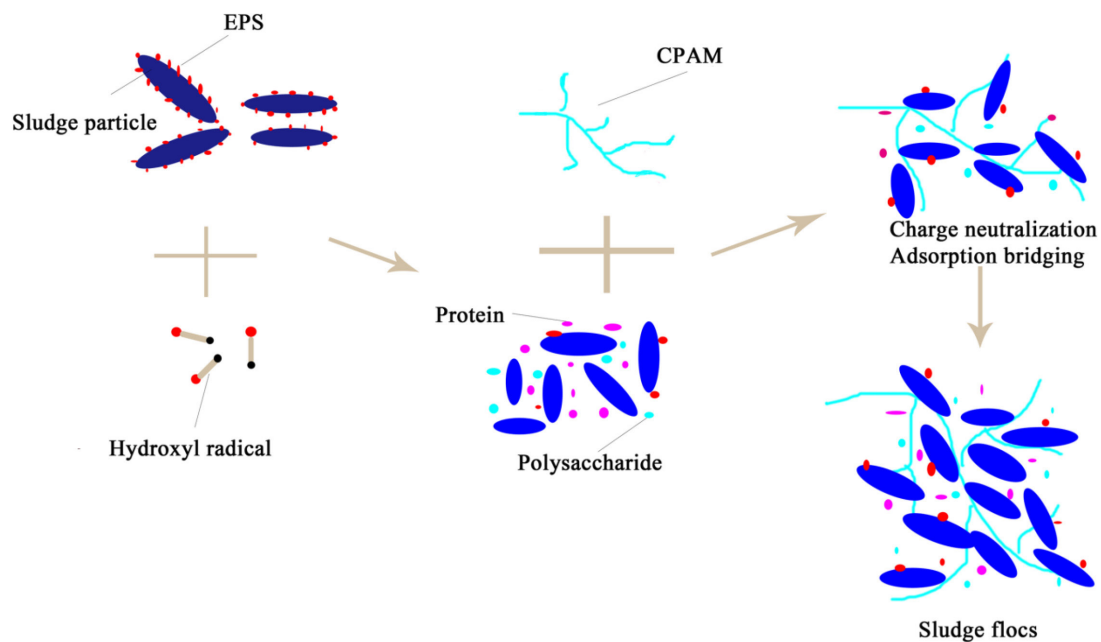 EPS
Sludge particle
CPAM
Charge neutralization
Adsorption bridging
Protein
Hydroxyl radical
Polysaccharide
Sludge flocs